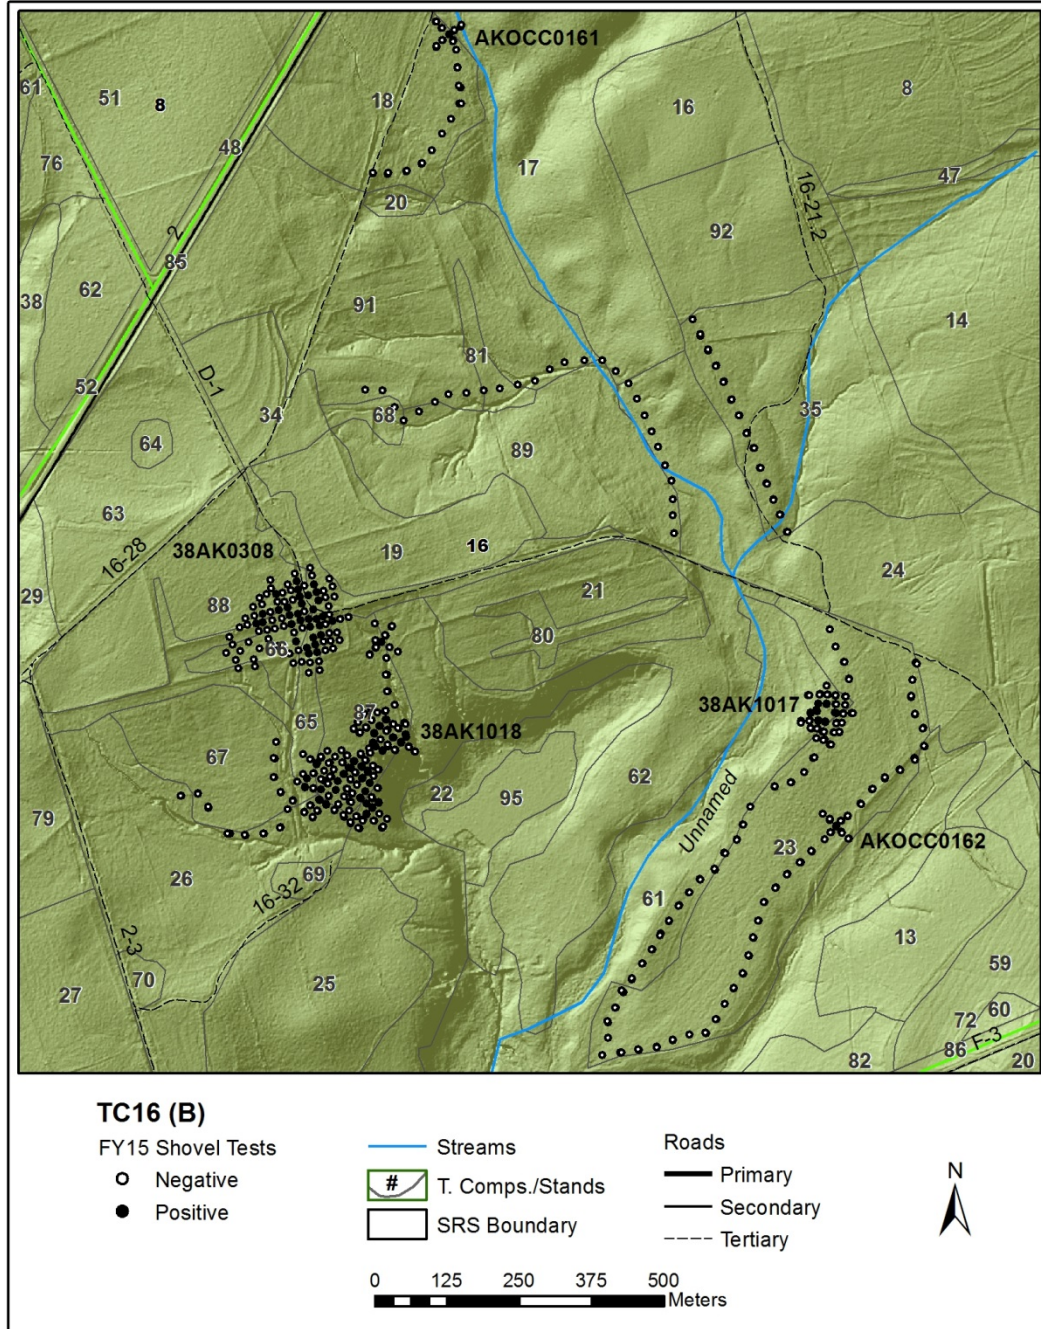 AKOCC0161
61
51
8
18
16
8
48
76
17
47
20
16-21.2
92
2
85
62
38
91
14
D-1
81
52
34
68
35
64
89
63
16-28
38AK0308
19
16
24
29
88
21
80
66
65
87
38AK1018
38AK1017
67
62
22
95
79
Unnamed
23
AKOCC0162
26
69
16-32
61
13
2-3
70
27
25
59
60
72
F-3
86
82
20
TC16 (B)
FY15 Shovel Tests
Negative
Positive
Streams
#
T. Comps./Stands
SRS Boundary
Roads
Primary
Secondary
Tertiary
N
0 125 250 375 500
Meters